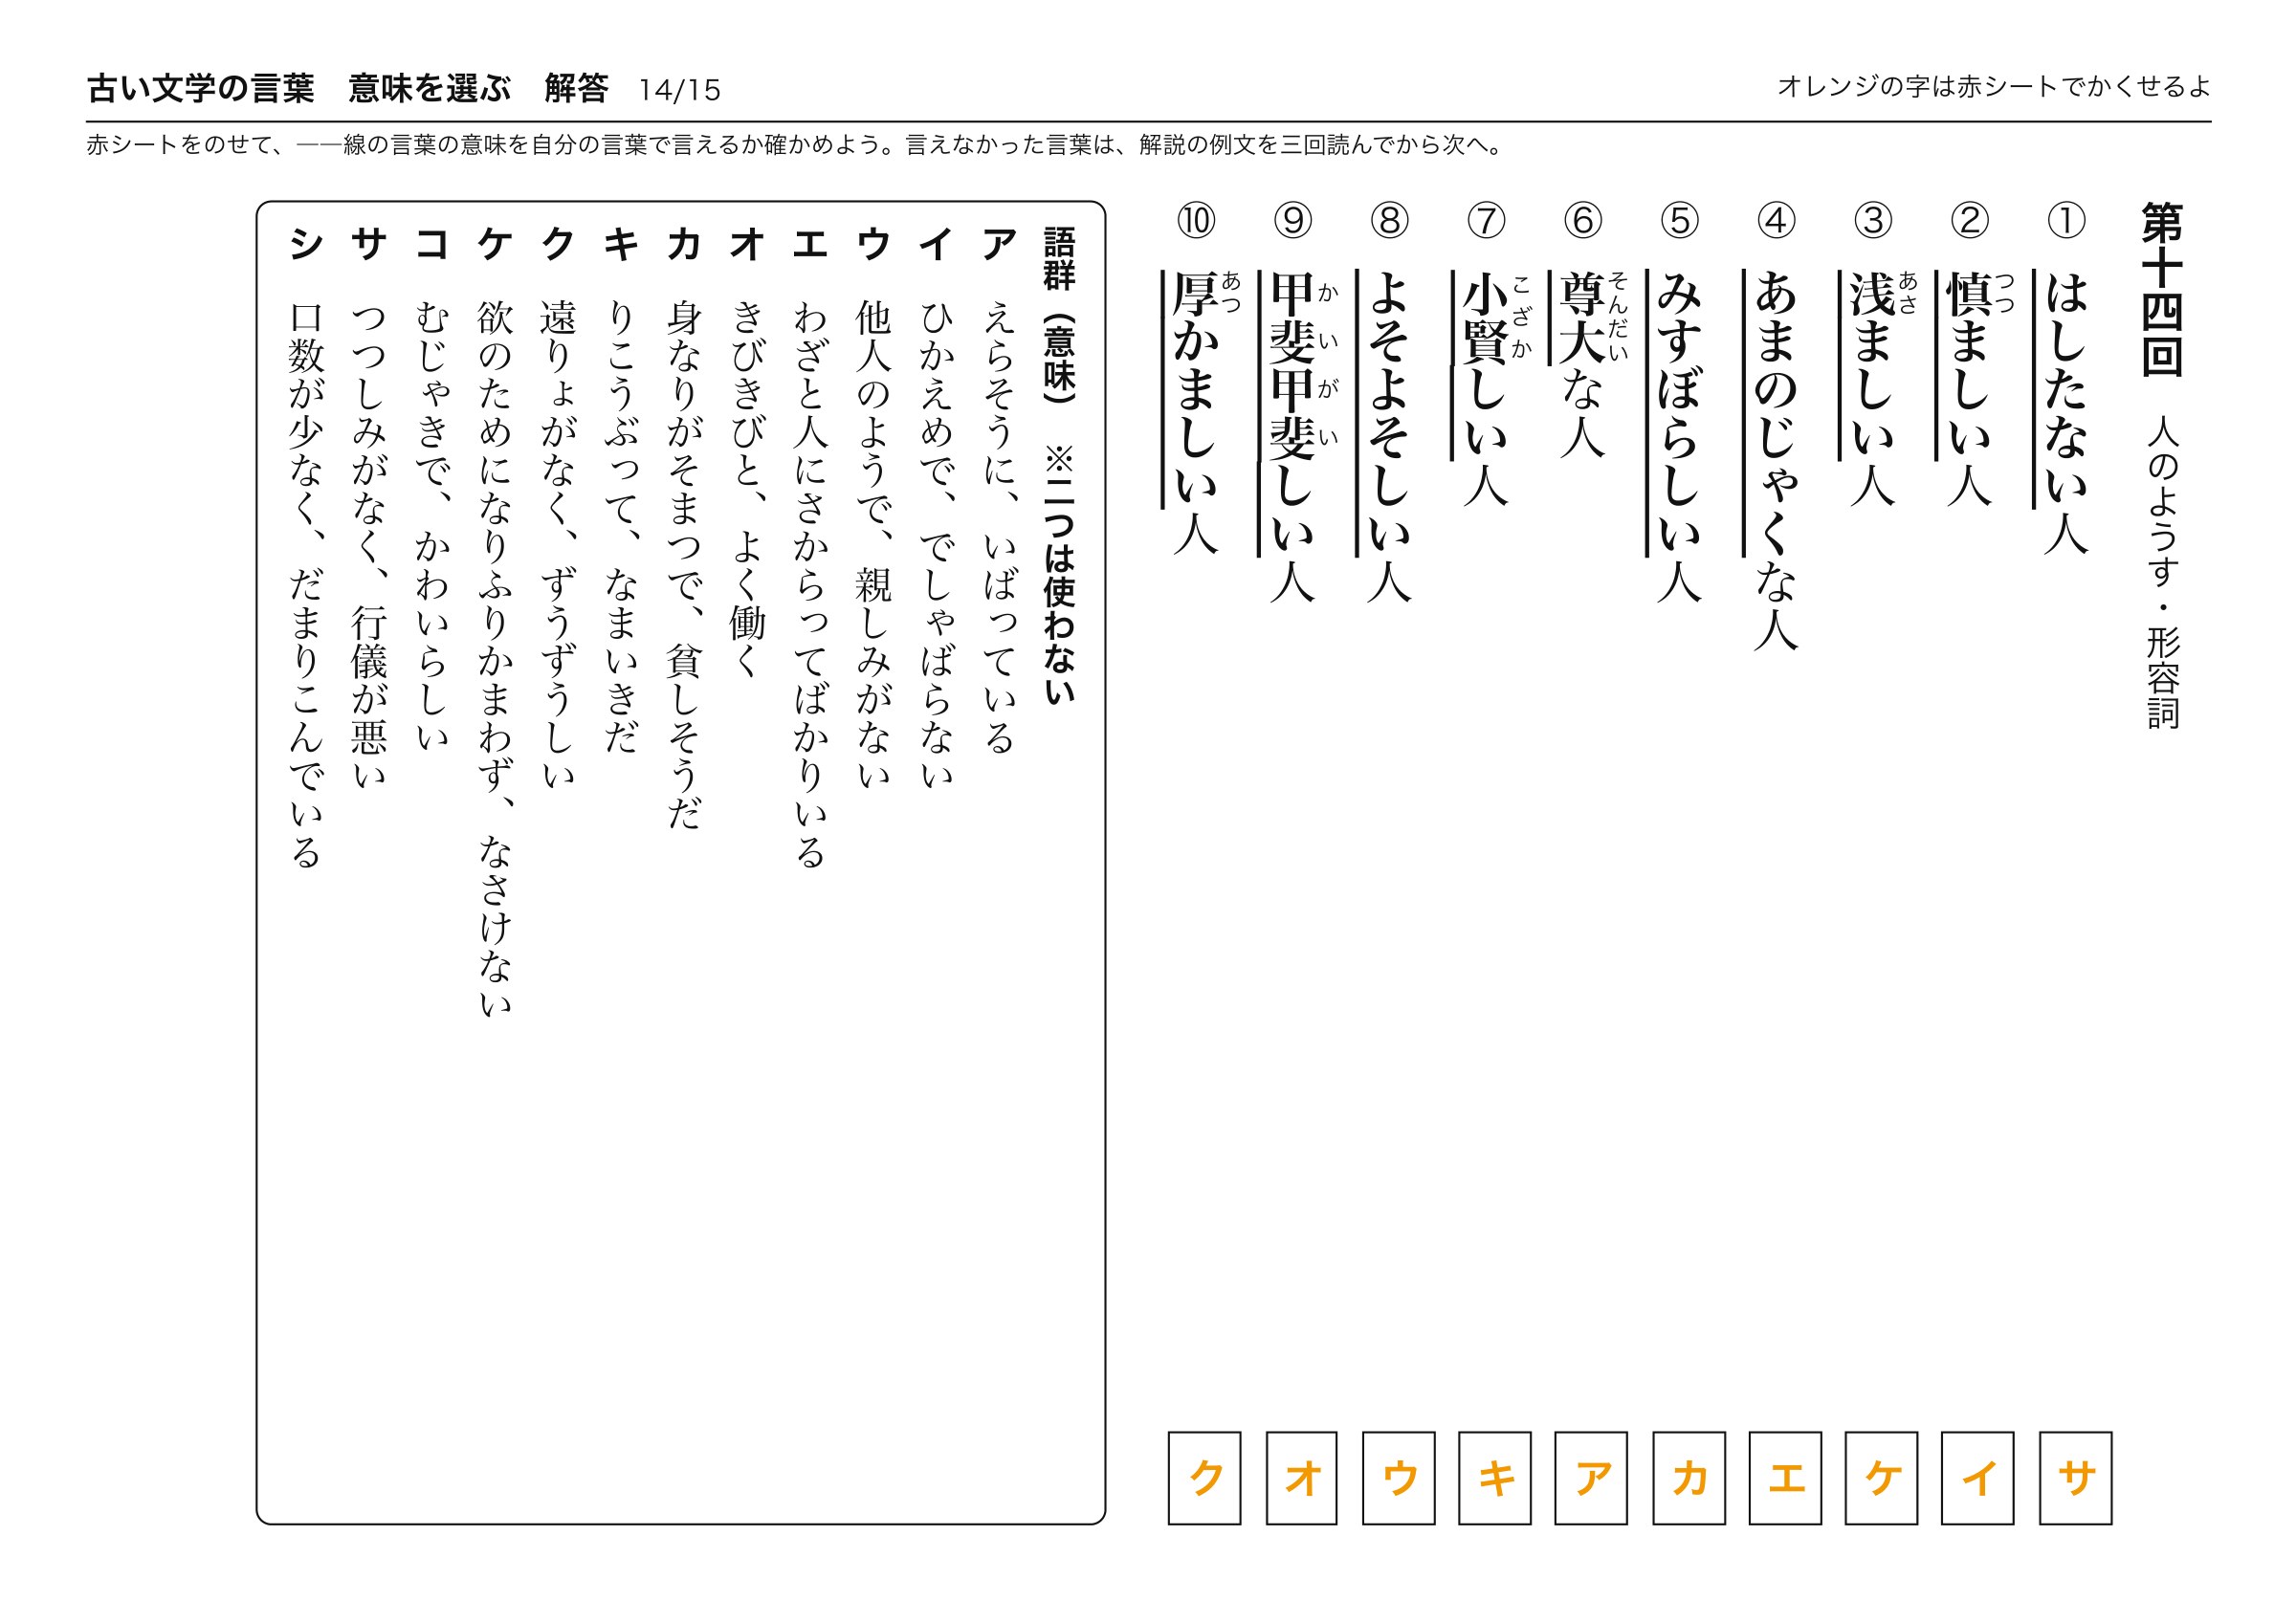 古い文学の言葉　意味を選ぶ　解答　14/15
オレンジの字は赤シートでかくせるよ
赤シートをのせて、——線の言葉の意味を自分の言葉で言えるか確かめよう。言えなかった言葉は、解説の例文を三回読んでから次へ。
第十四回　人のようす・形容詞
① はしたない人　サ
② 慎(つつ)ましい人　イ
③ 浅(あさ)ましい人　ケ
④ あまのじゃくな人　エ
⑤ みすぼらしい人　カ
⑥ 尊大(そんだい)な人　ア
⑦ 小賢(こざか)しい人　キ
⑧ よそよそしい人　ウ
⑨ 甲斐甲斐(かいがい)しい人　オ
⑩ 厚(あつ)かましい人　ク
語群（意味）　※二つは使わない
ア　えらそうに、いばっている
イ　ひかえめで、でしゃばらない
ウ　他人のようで、親しみがない
エ　わざと人にさからってばかりいる
オ　きびきびと、よく働く
カ　身なりがそまつで、貧しそうだ
キ　りこうぶって、なまいきだ
ク　遠りょがなく、ずうずうしい
ケ　欲のためになりふりかまわず、なさけない
コ　むじゃきで、かわいらしい
サ　つつしみがなく、行儀が悪い
シ　口数が少なく、だまりこんでいる